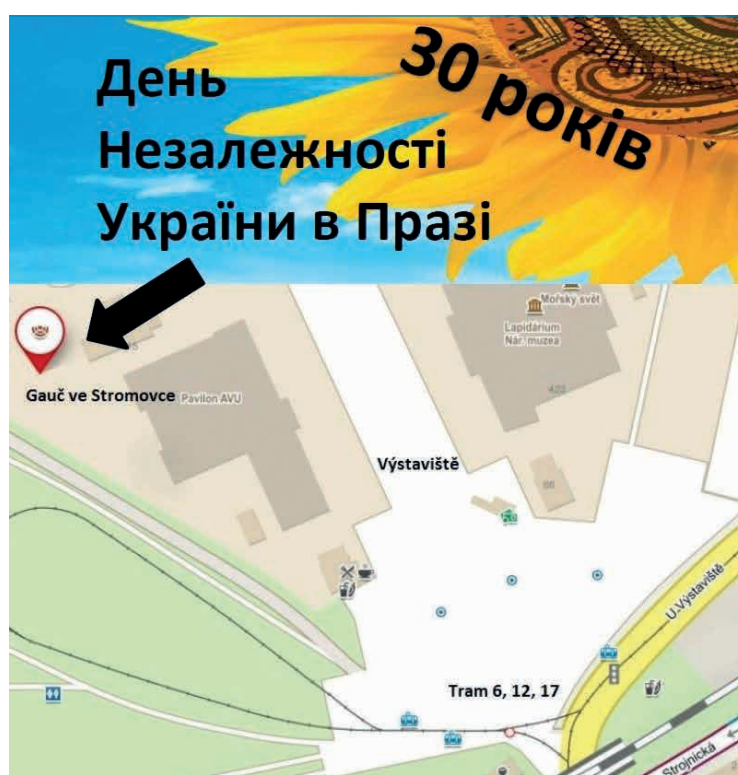 День
Незалежності
України в Празі
30 років
Mořský svět
Lapidárium
Nár. muzea
Gauč ve Stromovce
Pavilon AVU
Výstaviště
U Výstaviště
Tram 6, 12, 17
Strojnická